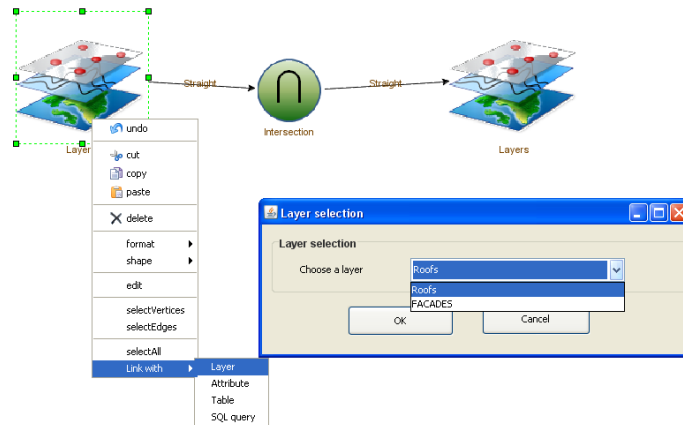 Straight
Straight
Intersection
Layer
Layers
undo
cut
copy
paste
delete
format
shape
edit
selectVertices
selectEdges
selectAll
Link with
Layer
Attribute
Table
SQL query
Layer selection
Layer selection
Choose a layer
Roofs
Roofs
FACADES
OK
Cancel